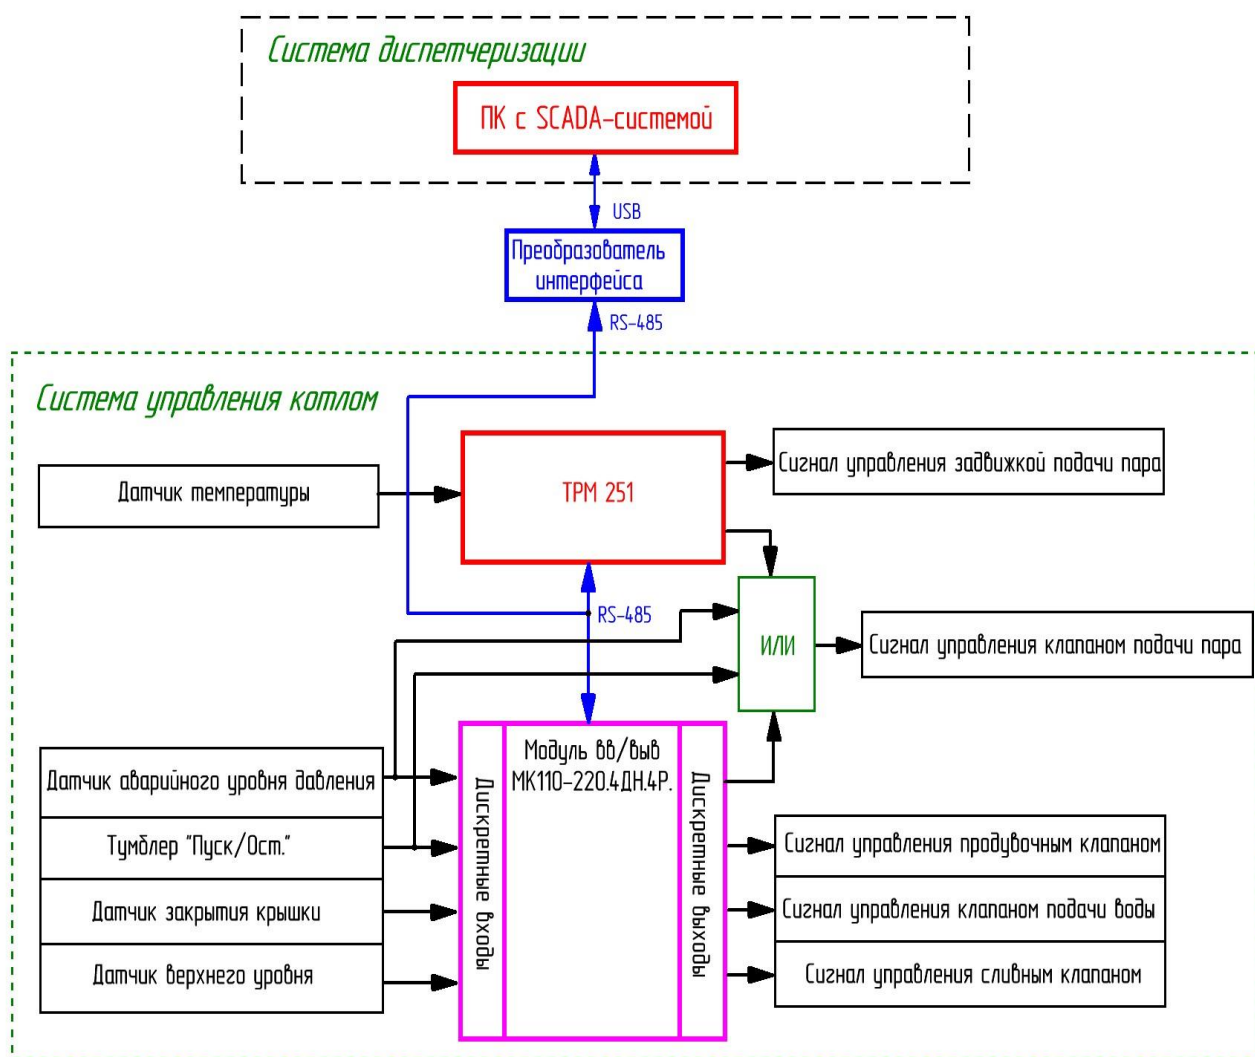 Система диспетчеризации
ПК с SCADA-системой
USB
Преобразователь
интерфейса
RS-485
Система управления котлом
Датчик температуры
ТРМ 251
Сигнал управления задвижкой подачи пара
RS-485
ИЛИ
Сигнал управления клапаном подачи пара
Датчик аварийного уровня давления
Тумблер "Пуск/Ост."
Датчик закрытия крышки
Датчик верхнего уровня
Дискретные входы
Модуль вв/выв
МК110-220.4ДН.4Р.
Дискретные выходы
Сигнал управления продувочным клапаном
Сигнал управления клапаном подачи воды
Сигнал управления сливным клапаном